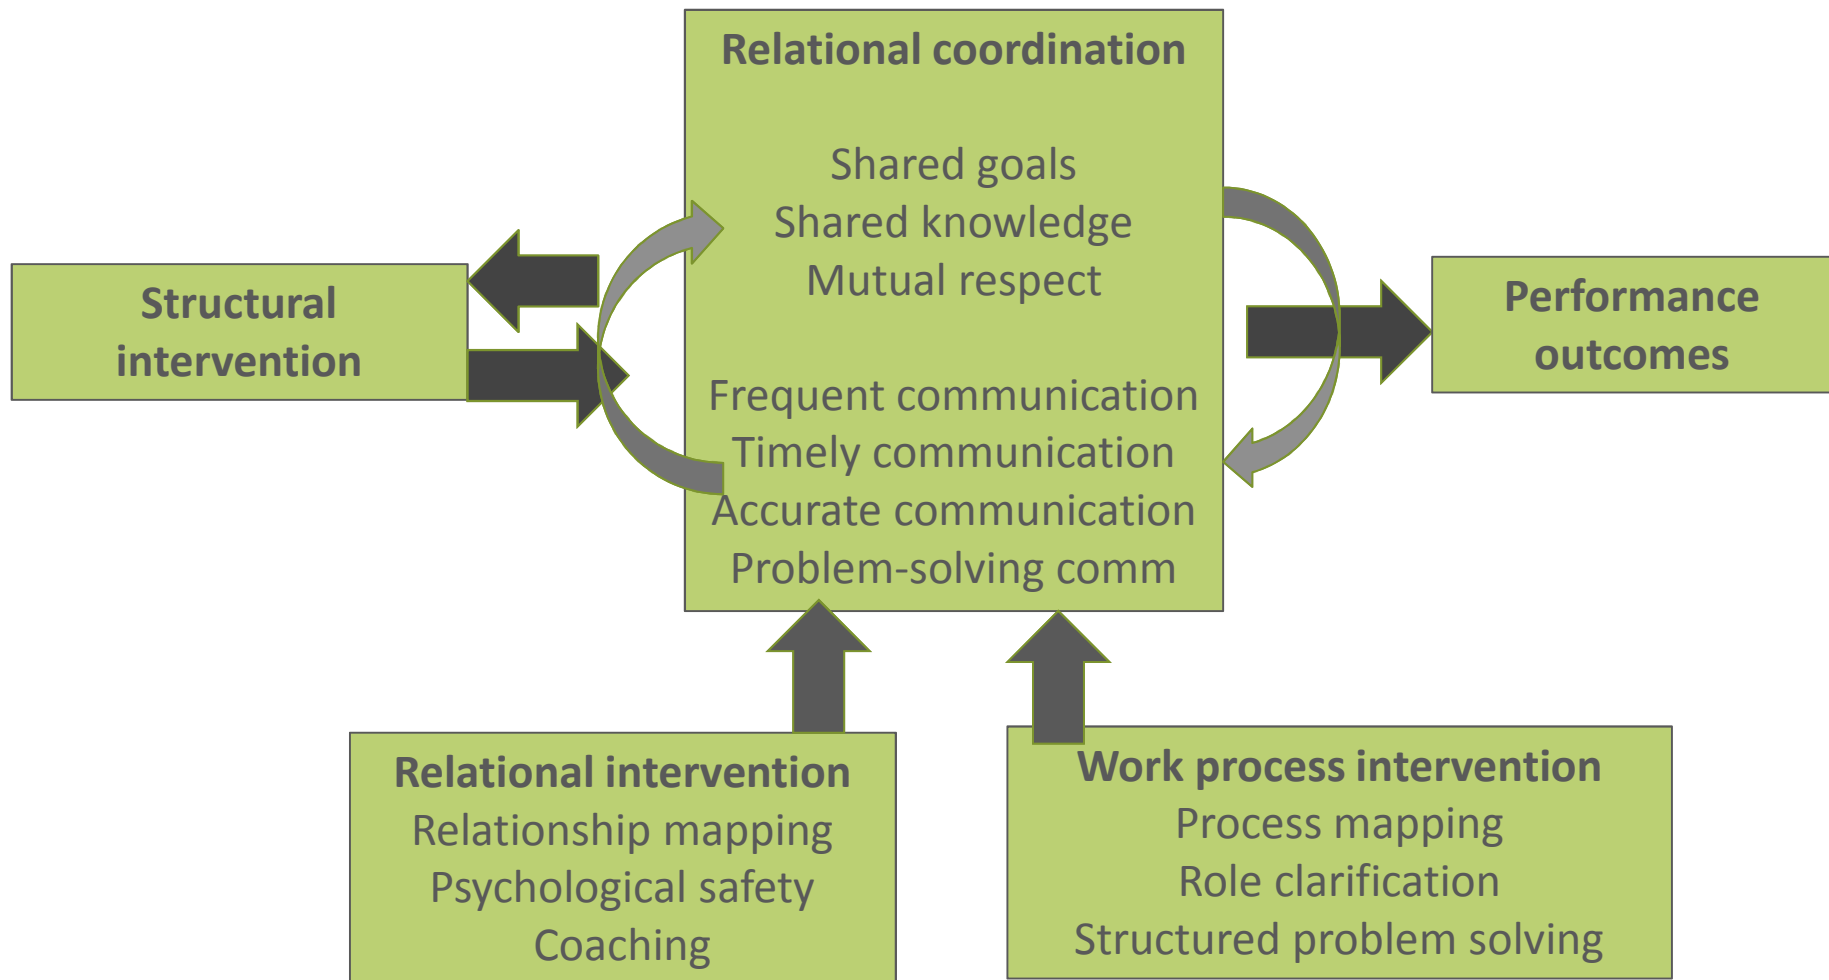 Relational coordination
Shared goals
Shared knowledge
Mutual respect
Frequent communication
Timely communication
Accurate communication
Problem-solving comm
Structural
intervention
Performance
outcomes
Relational intervention
Relationship mapping
Psychological safety
Coaching
Work process intervention
Process mapping
Role clarification
Structured problem solving